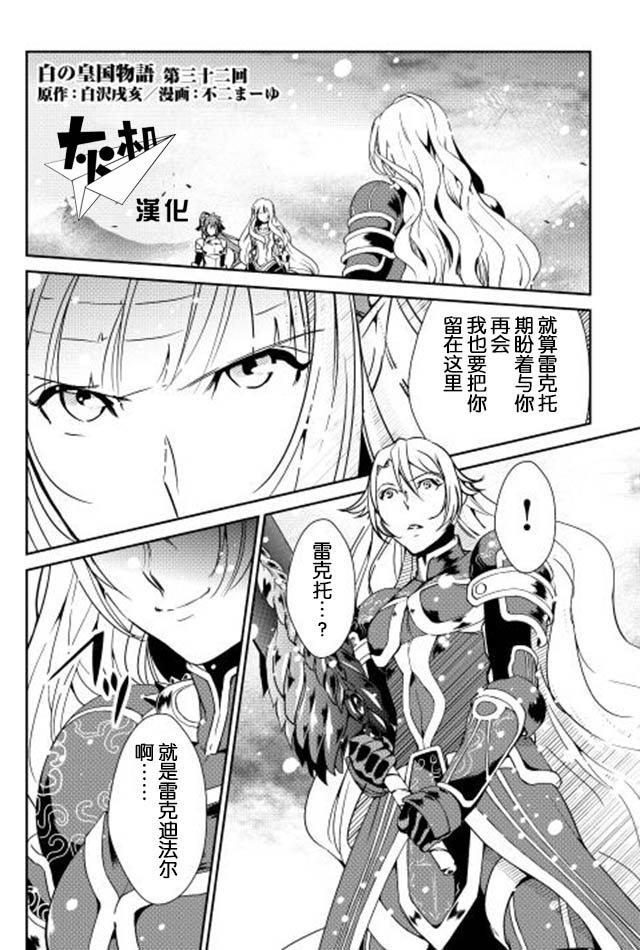 白の皇国物語 第三十二回
原作：白沢戌亥／漫画：不二まーゆ
灰机
漢化
就算雷克托
期盼着与你
再会
我也要把你
留在这里
！
雷克托…?
就是雷克迪法尔
啊……